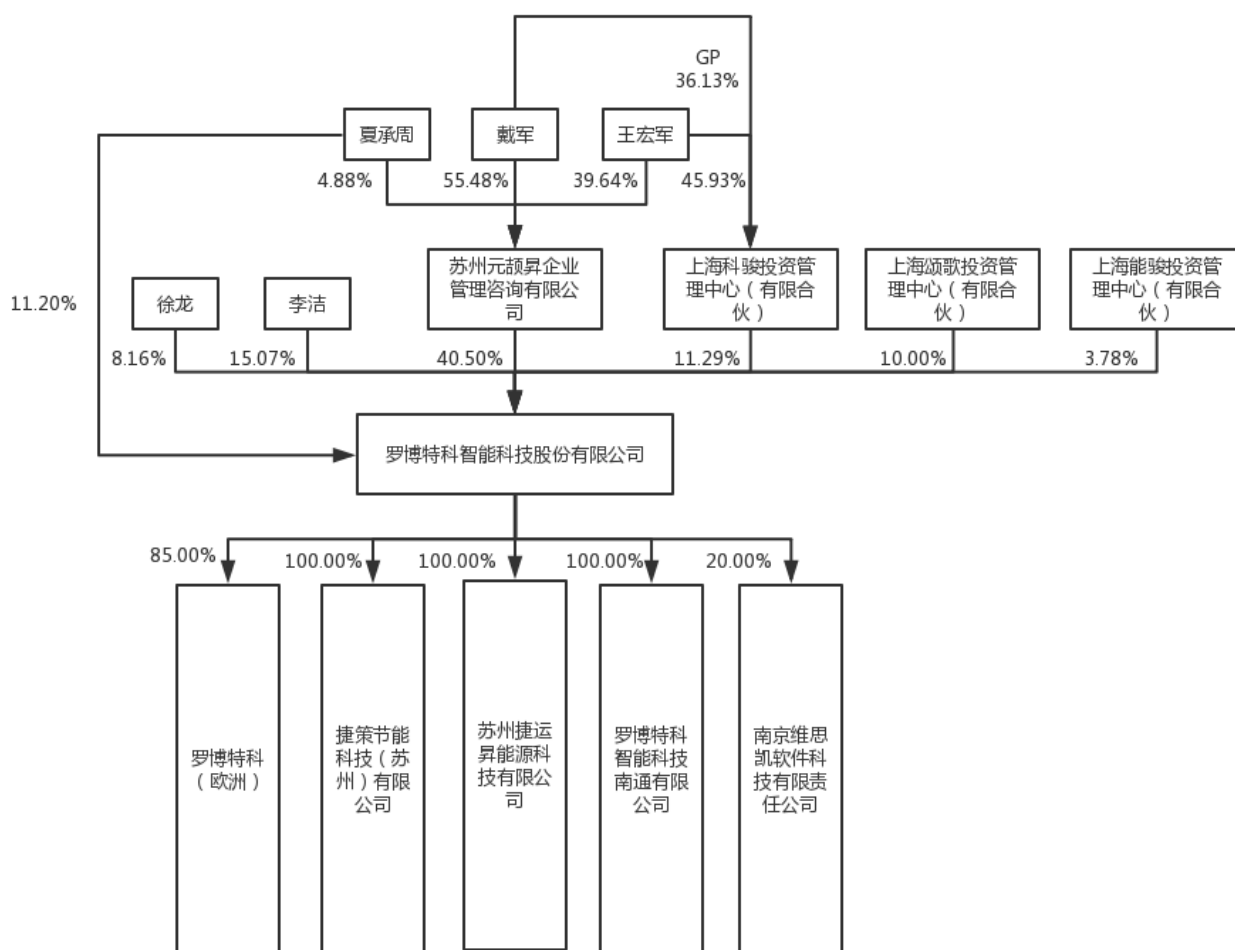 GP
36.13%
夏承周
戴军
王宏军
4.88%
55.48%
39.64%
45.93%
11.20%
徐龙
李洁
苏州元颉昇企业
管理咨询有限公
司
上海科骏投资管
理中心（有限合
伙）
上海颂歌投资管
理中心（有限合
伙）
上海能骏投资管
理中心（有限合
伙）
8.16%
15.07%
40.50%
11.29%
10.00%
3.78%
罗博特科智能科技股份有限公司
85.00%
100.00%
100.00%
100.00%
20.00%
罗博特科
（欧洲）
捷策节能
科技（苏
州）有限
公司
苏州捷运
昇能源科
技有限公
司
罗博特科
智能科技
南通有限
公司
南京维思
凯软件科
技有限责
任公司